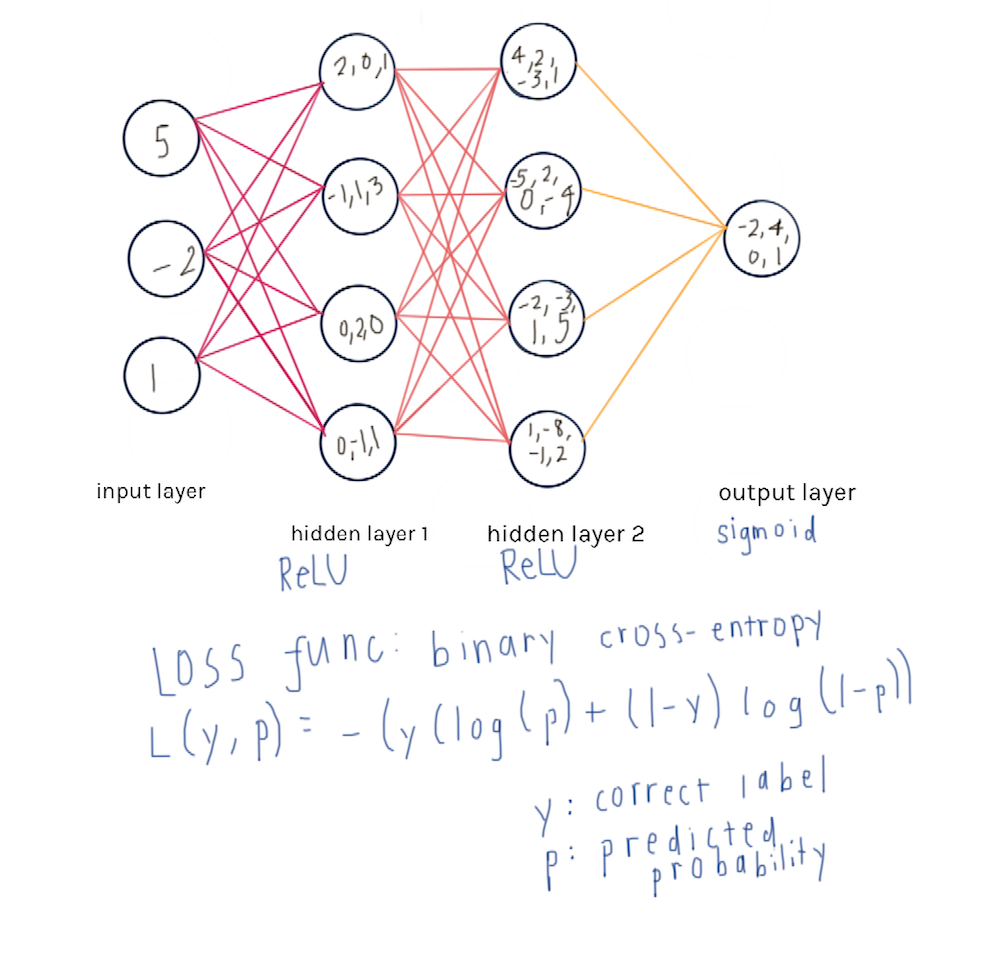 5
-2
1
2,0,1
-1,1,3
0,20
0,-1,1
4,2,
-3,1
-5,2,
0,-4
-2,-3,
1,5
1,-8,
-1,2
-2,4,
0,1
input layer
hidden layer 1
ReLU
hidden layer 2
ReLU
output layer
sigmoid
Loss func: binary cross-entropy
L(y,p) = -(y(log(p)+(1-y)log(1-p))
y: correct label
p: predicted
probability